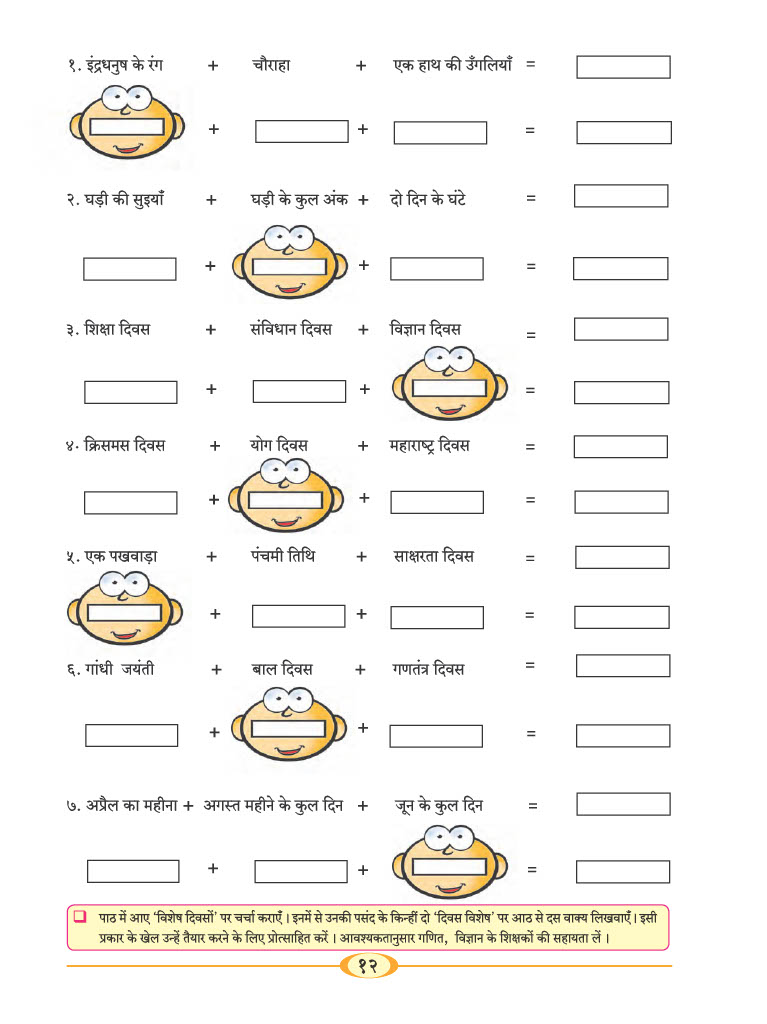 १. इंद्रधनुष के रंग + चौराहा + एक हाथ की उँगलियाँ =
+ + =
२. घड़ी की सुइयाँ + घड़ी के कुल अंक + दो दिन के घंटे =
+ + =
३. शिक्षा दिवस + संविधान दिवस + विज्ञान दिवस =
+ + =
४. क्रिसमस दिवस + योग दिवस + महाराष्ट्र दिवस =
+ + =
५. एक पखवाड़ा + पंचमी तिथि + साक्षरता दिवस =
+ + =
६. गांधी जयंती + बाल दिवस + गणतंत्र दिवस =
+ + =
७. अप्रैल का महीना + अगस्त महीने के कुल दिन + जून के कुल दिन =
+ + =
पाठ में आए ‘विशेष दिवसों’ पर चर्चा कराएँ । इनमें से उनकी पसंद के किन्हीं दो ‘दिवस विशेष’ पर आठ से दस वाक्य लिखवाएँ । इसी
प्रकार के खेल उन्हें तैयार करने के लिए प्रोत्साहित करें । आवश्यकतानुसार गणित, विज्ञान के शिक्षकों की सहायता लें ।
१२